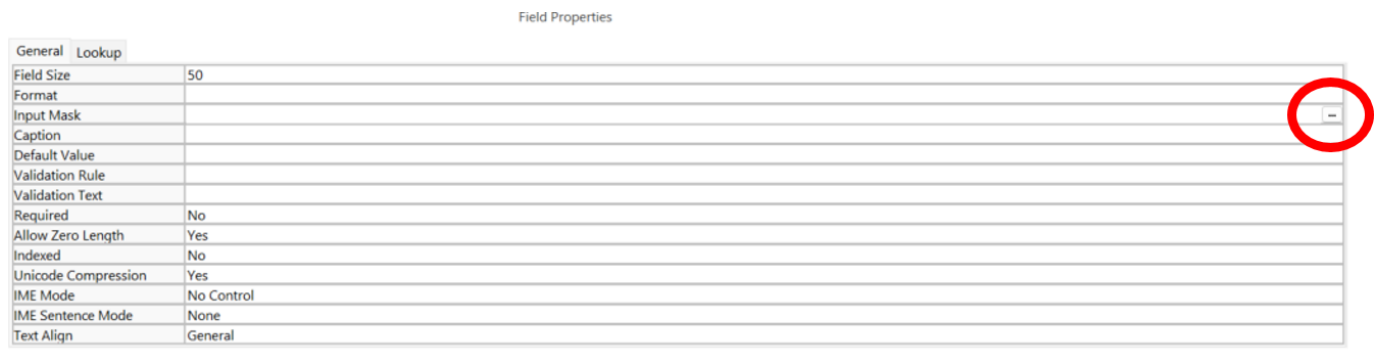 Field Properties
General Lookup
Field Size 50
Format
Input Mask
Caption
Default Value
Validation Rule
Validation Text
Required No
Allow Zero Length Yes
Indexed No
Unicode Compression Yes
IME Mode No Control
IME Sentence Mode None
Text Align General